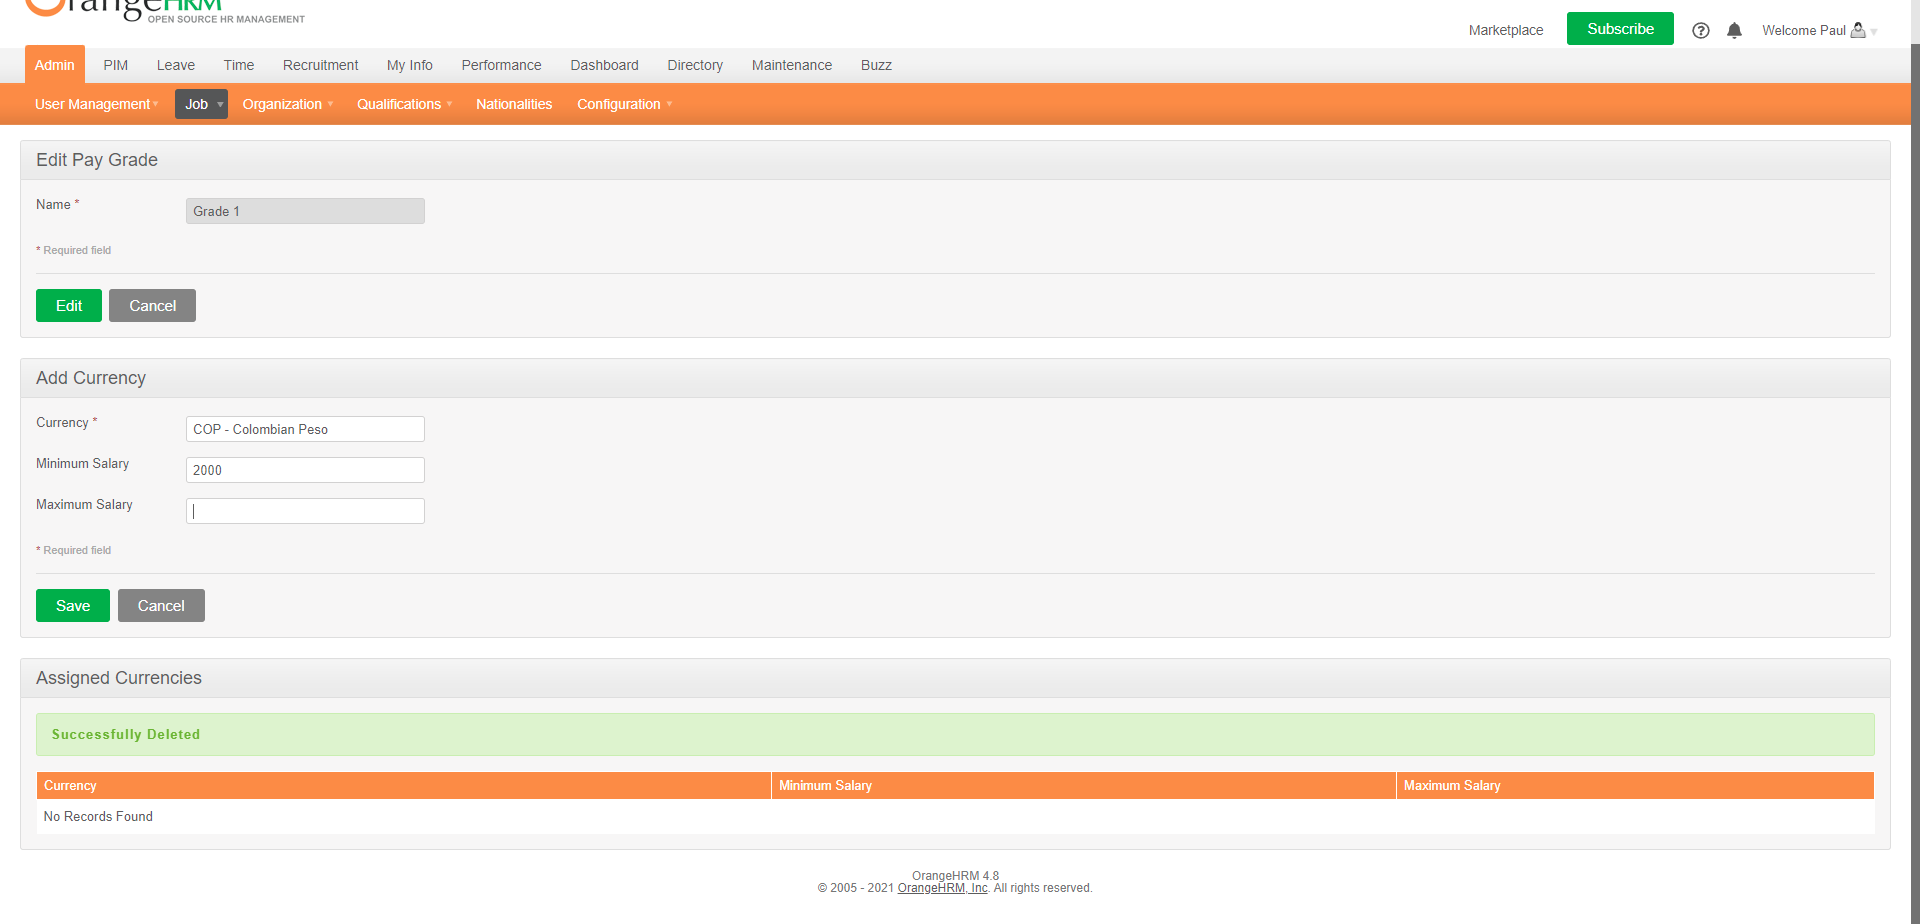 OrangeHRM
OPEN SOURCE HR MANAGEMENT
Marketplace
Subscribe
Welcome Paul
Admin PIM Leave Time Recruitment My Info Performance Dashboard Directory Maintenance Buzz
User Management Job Organization Qualifications Nationalities Configuration
Edit Pay Grade
Name *
Grade 1
* Required field
Edit Cancel
Add Currency
Currency *
COP - Colombian Peso
Minimum Salary
2000
Maximum Salary
* Required field
Save Cancel
Assigned Currencies
Successfully Deleted
Currency Minimum Salary Maximum Salary
No Records Found
OrangeHRM 4.8
© 2005 - 2021 OrangeHRM, Inc. All rights reserved.